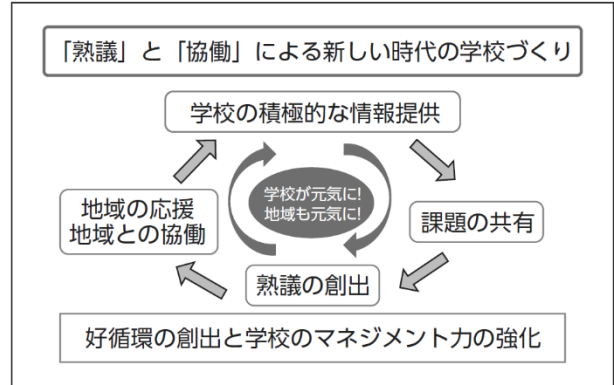 「熟議」と「協働」による新しい時代の学校づくり
学校の積極的な情報提供
学校が元気に!
地域も元気に!
地域の応援
地域との協働
課題の共有
熟議の創出
好循環の創出と学校のマネジメント力の強化